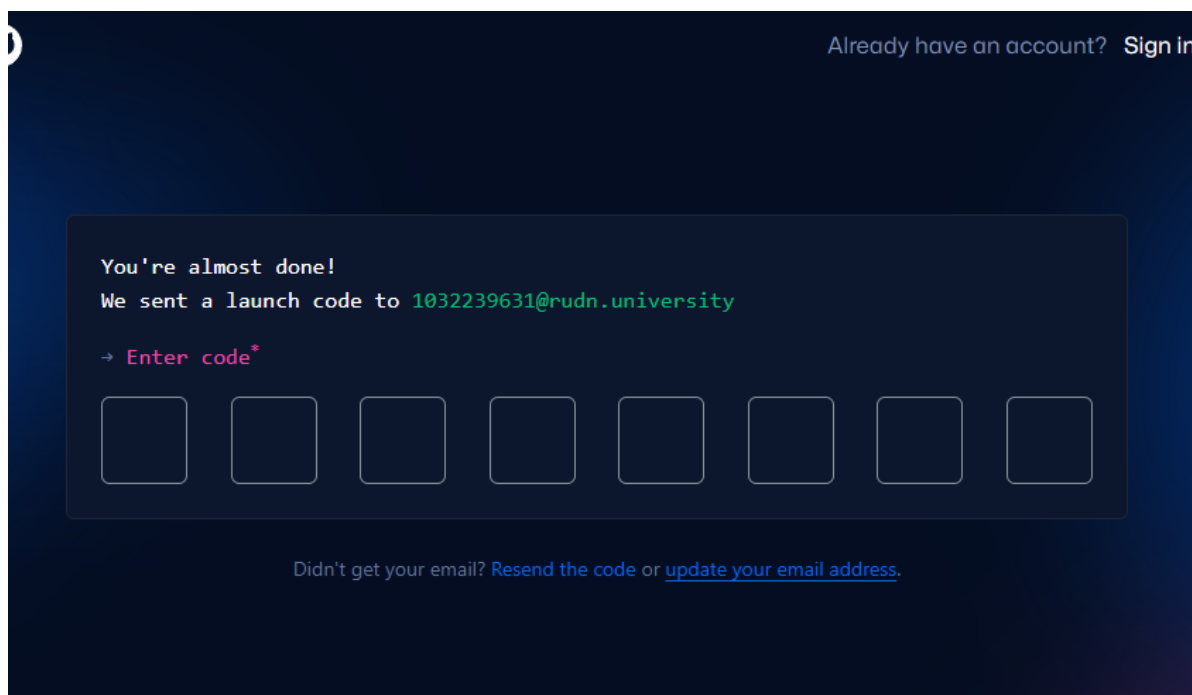 Already have an account? Sign in
You're almost done!
We sent a launch code to 1032239631@rudn.university
→ Enter code*
Didn't get your email? Resend the code or update your email address.